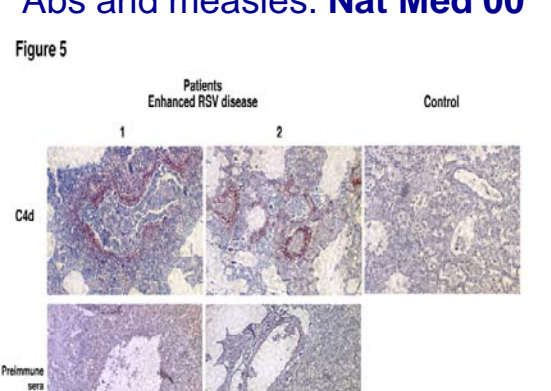 Abs and measles. Nat Med 00
Figure 5
Patients
Enhanced RSV disease
Control
1
2
C4d
Preimmune
sera